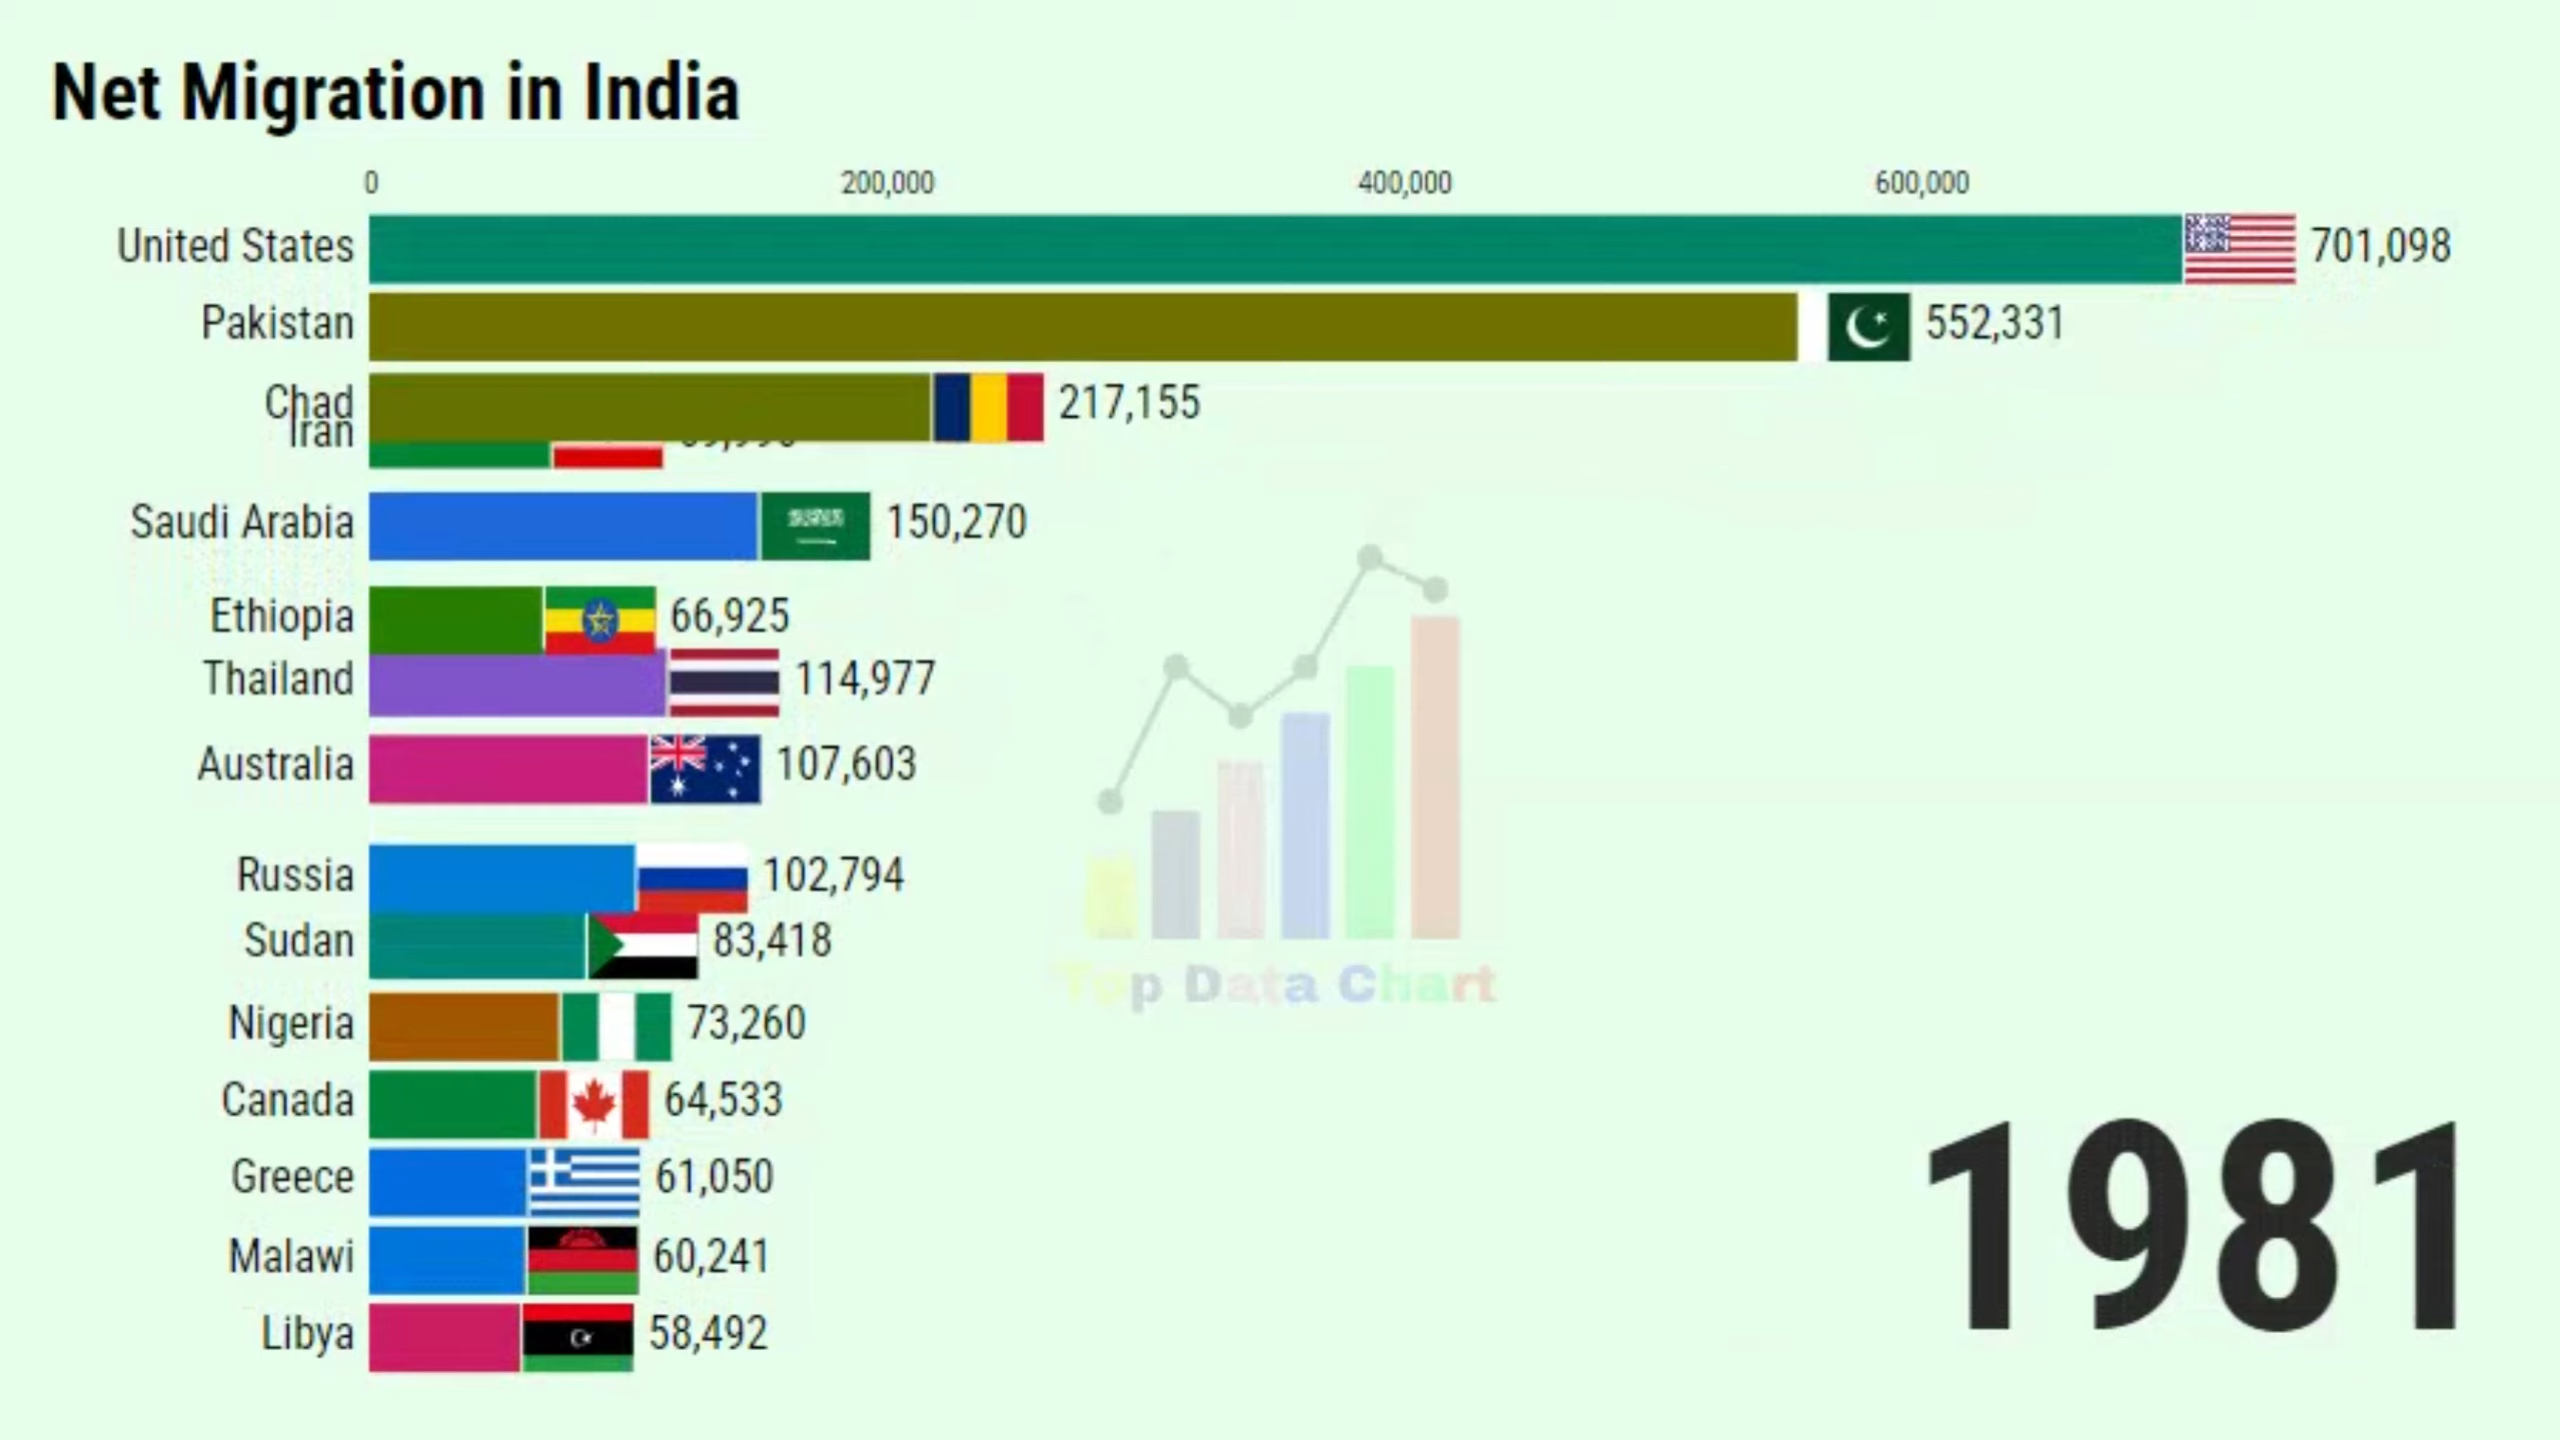 Net Migration in India
0 200,000 400,000 600,000
United States 701,098
Pakistan 552,331
Chad 217,155
Iran
Saudi Arabia 150,270
Ethiopia 66,925
Thailand 114,977
Australia 107,603
Russia 102,794
Sudan 83,418
Nigeria 73,260
Canada 64,533
Greece 61,050
Malawi 60,241
Libya 58,492
Top Data Chart
1981